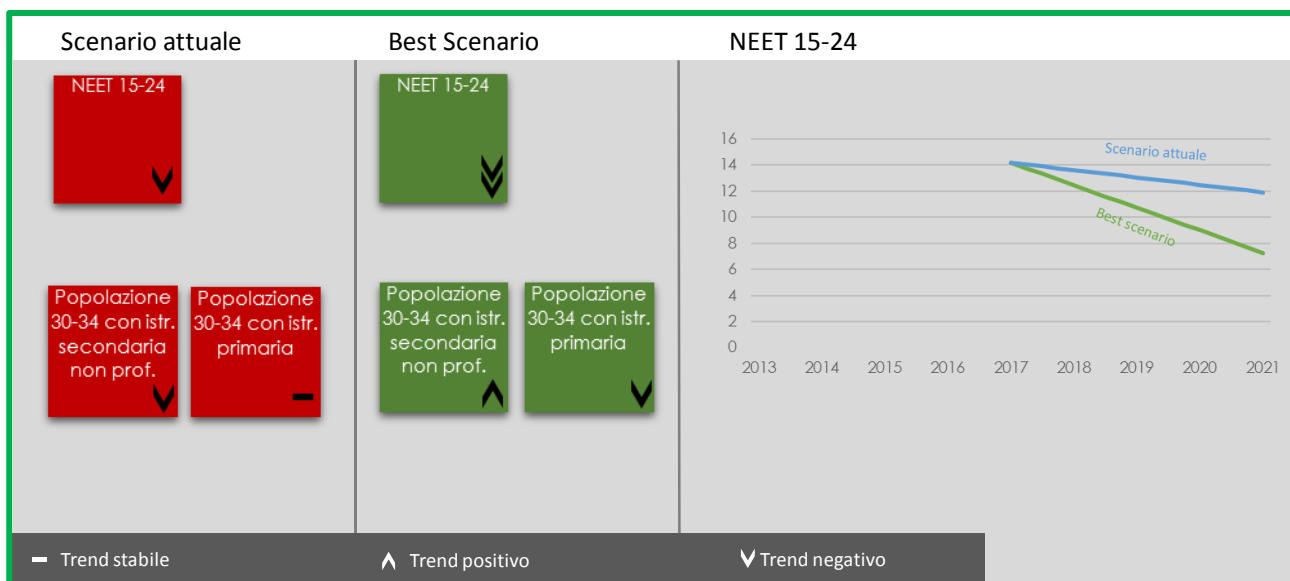 Scenario attuale
Best Scenario
NEET 15-24
NEET 15-24
Popolazione
30-34 con istr.
secondaria
non prof.
Popolazione
30-34 con istr.
primaria
NEET 15-24
Popolazione
30-34 con istr.
secondaria
non prof.
Popolazione
30-34 con istr.
primaria
16
14
12
10
8
6
4
2
0
Scenario attuale
Best scenario
2013 2014 2015 2016 2017 2018 2019 2020 2021
Trend stabile
Trend positivo
Trend negativo